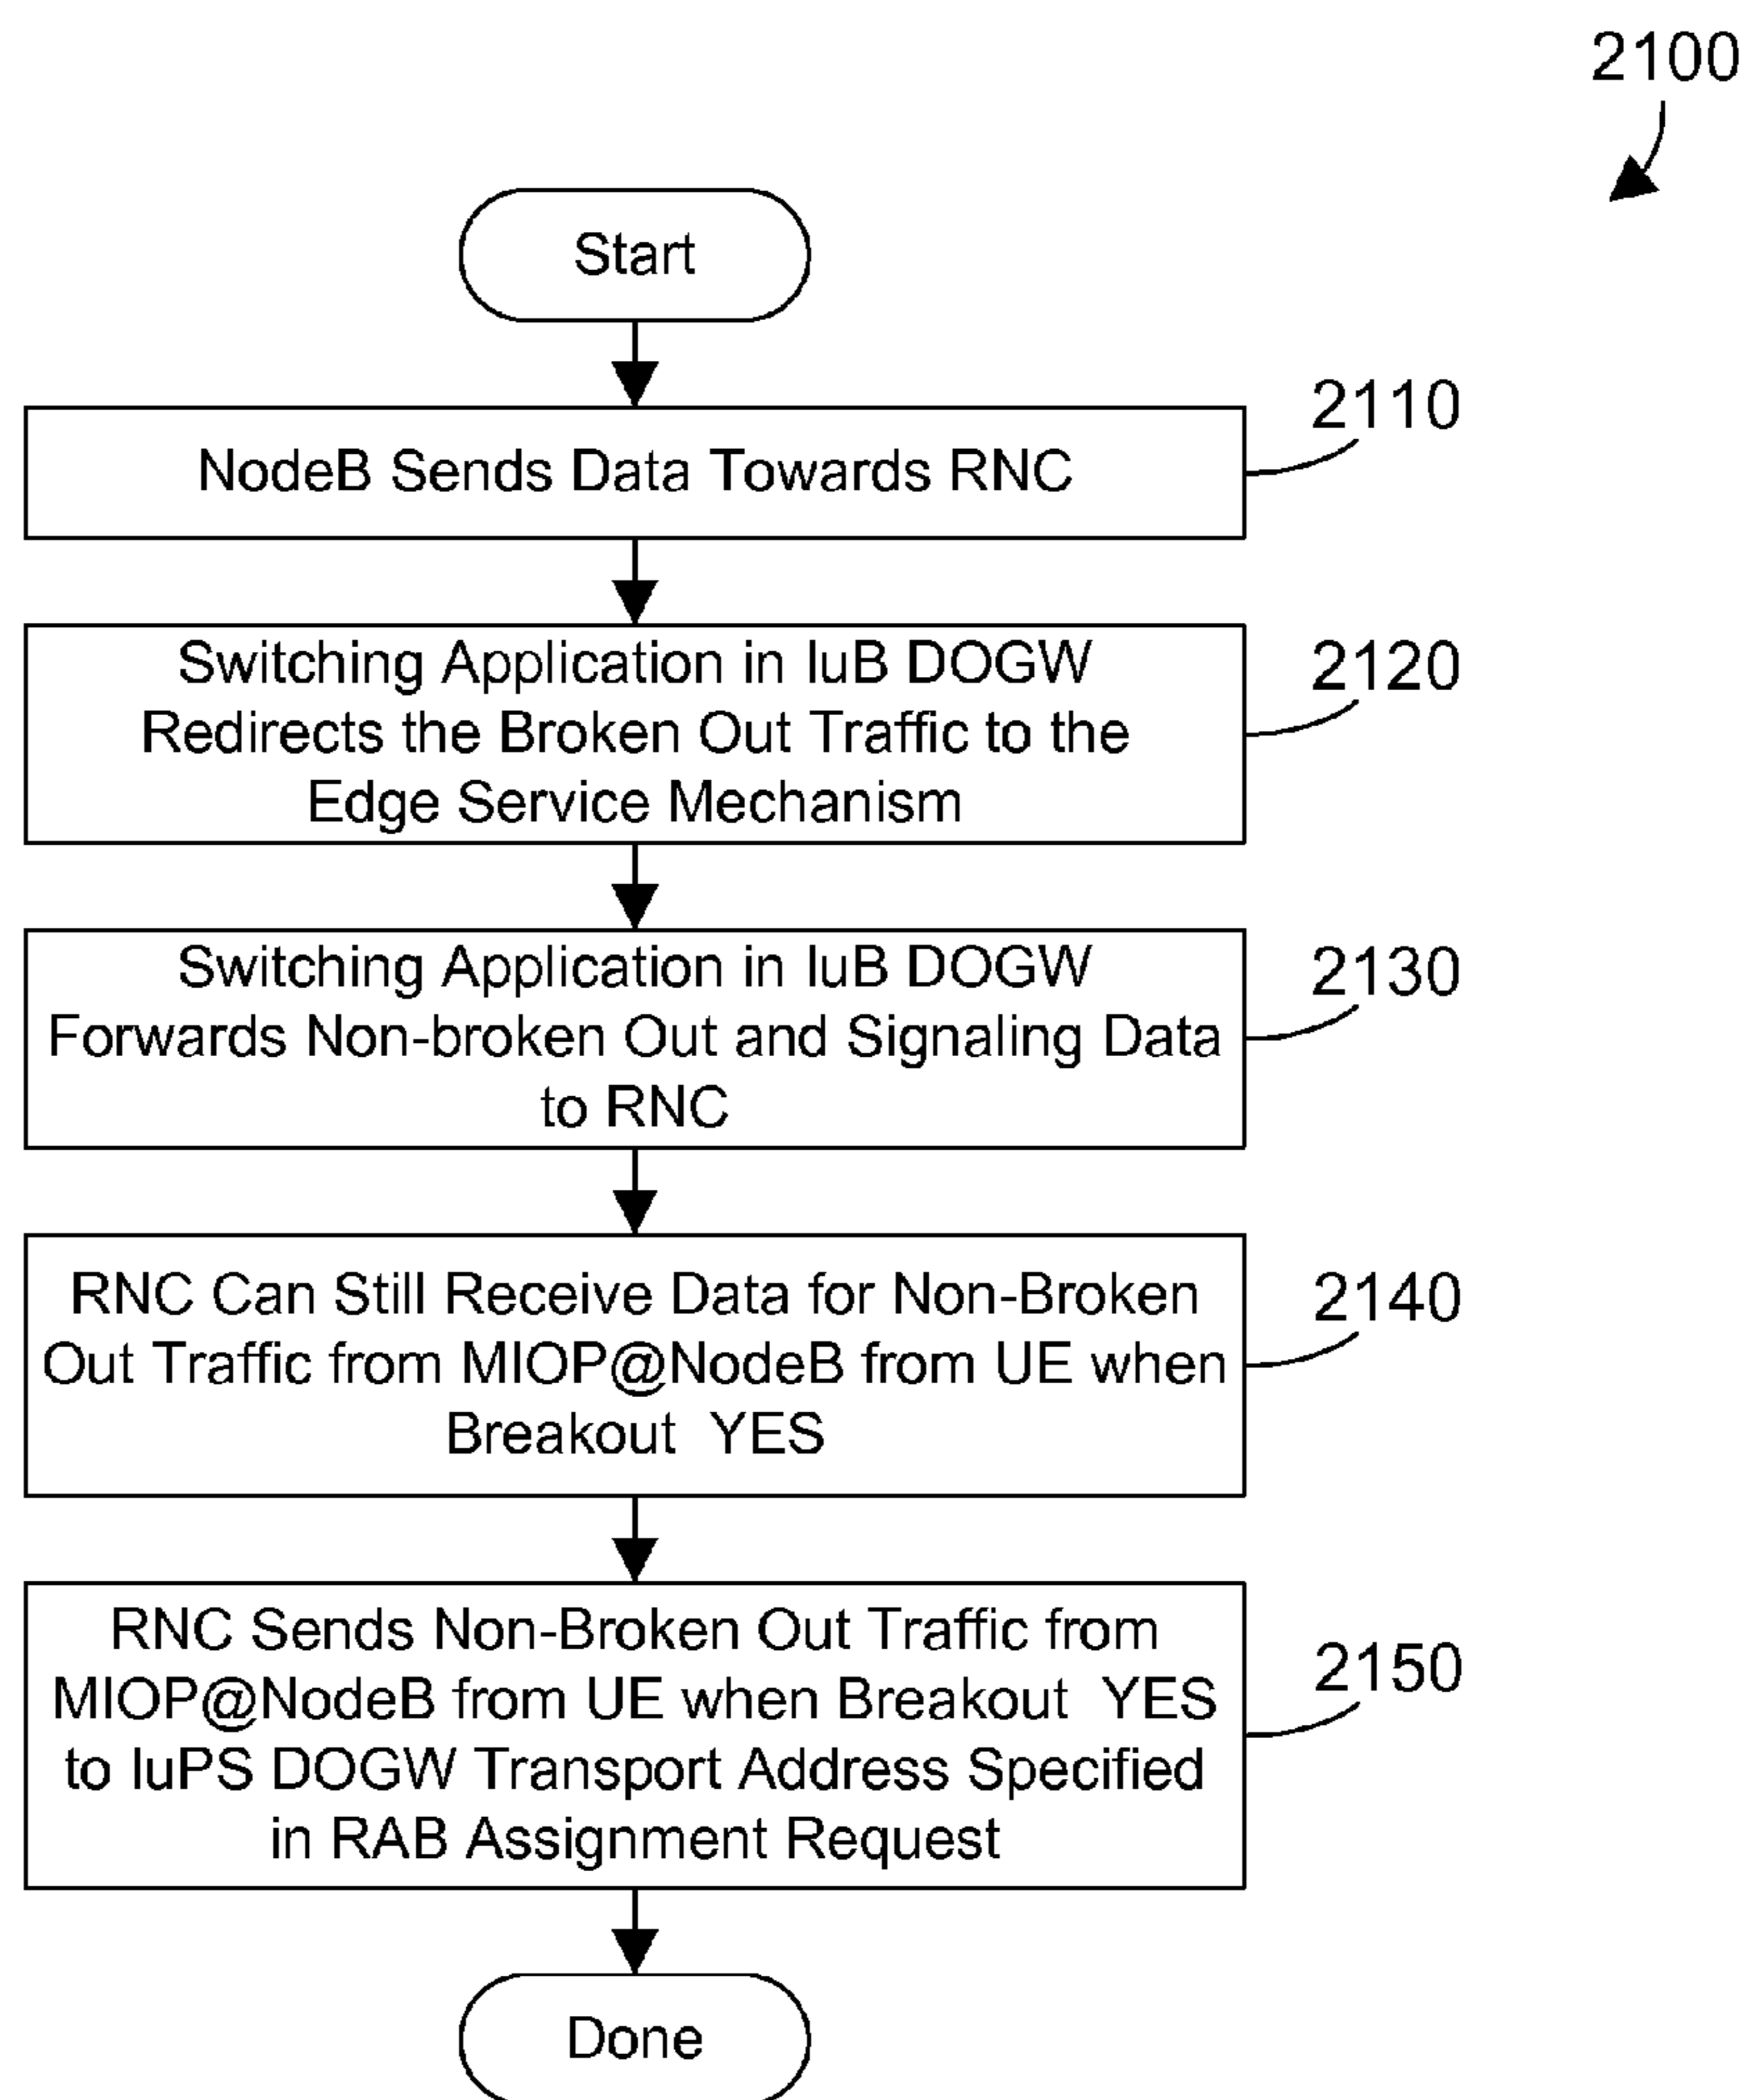 2100
Start
NodeB Sends Data Towards RNC
2110
Switching Application in IuB DOGW
Redirects the Broken Out Traffic to the
Edge Service Mechanism
2120
Switching Application in IuB DOGW
Forwards Non-broken Out and Signaling Data
to RNC
2130
RNC Can Still Receive Data for Non-Broken
Out Traffic from MIOP@NodeB from UE when
Breakout  YES
2140
RNC Sends Non-Broken Out Traffic from
MIOP@NodeB from UE when Breakout  YES
to IuPS DOGW Transport Address Specified
in RAB Assignment Request
2150
Done